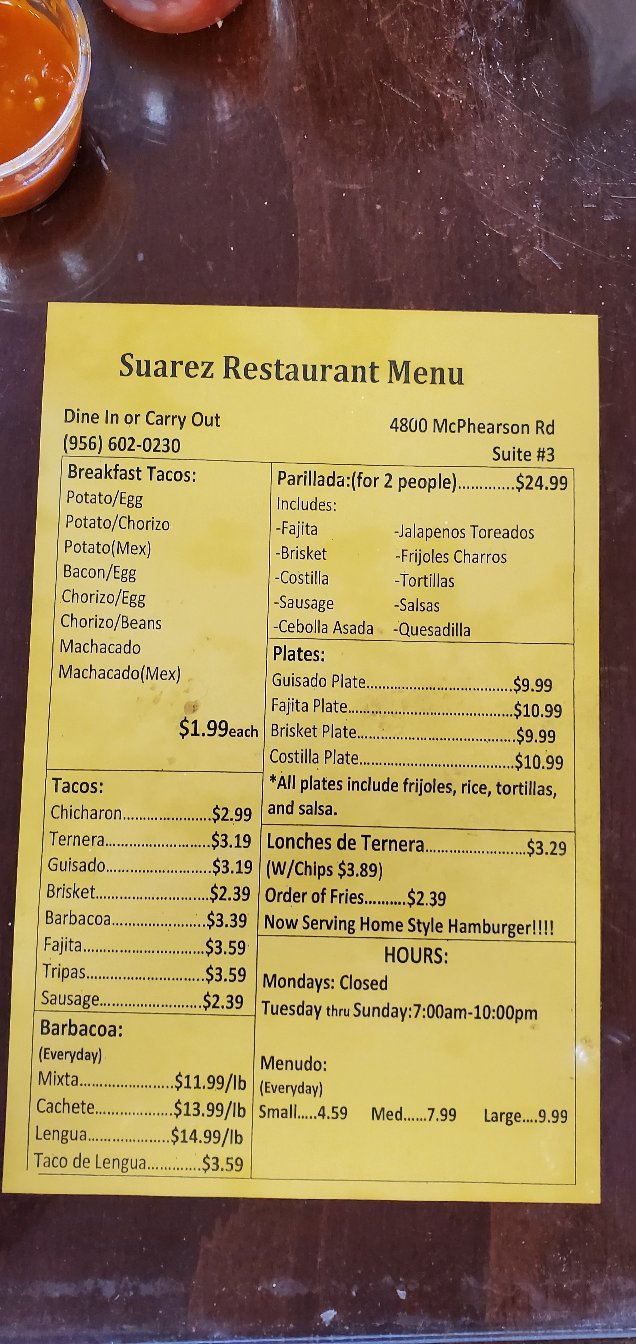 Suarez Restaurant Menu
Dine In or Carry Out
(956) 602-0230
4800 McPhearson Rd
Suite #3
Breakfast Tacos:
Potato/Egg
Potato/Chorizo
Potato(Mex)
Bacon/Egg
Chorizo/Egg
Chorizo/Beans
Machacado
Machacado(Mex)
$1.99each
Tacos:
Chicharon.......................$2.99
Ternera...........................$3.19
Guisado...........................$3.19
Brisket............................$2.39
Barbacoa........................$3.39
Fajita...............................$3.59
Tripas..............................$3.59
Sausage..........................$2.39
Barbacoa:
(Everyday)
Mixta........................$11.99/lb
Cachete....................$13.99/lb
Lengua.....................$14.99/lb
Taco de Lengua.............$3.59
Parillada:(for 2 people).............$24.99
Includes:
-Fajita -Jalapenos Toreados
-Brisket -Frijoles Charros
-Costilla -Tortillas
-Sausage -Salsas
-Cebolla Asada -Quesadilla
Plates:
Guisado Plate......................................$9.99
Fajita Plate...........................................$10.99
Brisket Plate.........................................$9.99
Costilla Plate........................................$10.99
*All plates include frijoles, rice, tortillas,
and salsa.
Lonches de Ternera..........................$3.29
(W/Chips $3.89)
Order of Fries..........$2.39
Now Serving Home Style Hamburger!!!!
HOURS:
Mondays: Closed
Tuesday thru Sunday:7:00am-10:00pm
Menudo:
(Everyday)
Small.....4.59 Med......7.99 Large....9.99